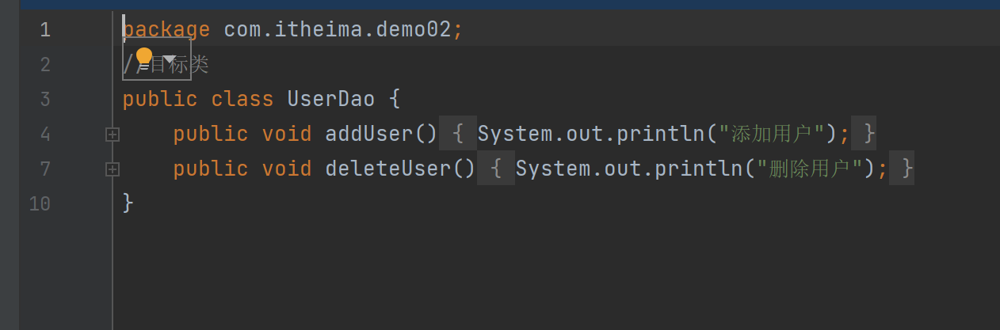 1 package com.itheima.demo02;
2 //目标类
3 public class UserDao {
4 public void addUser() { System.out.println("添加用户"); }
7 public void deleteUser() { System.out.println("删除用户"); }
10 }